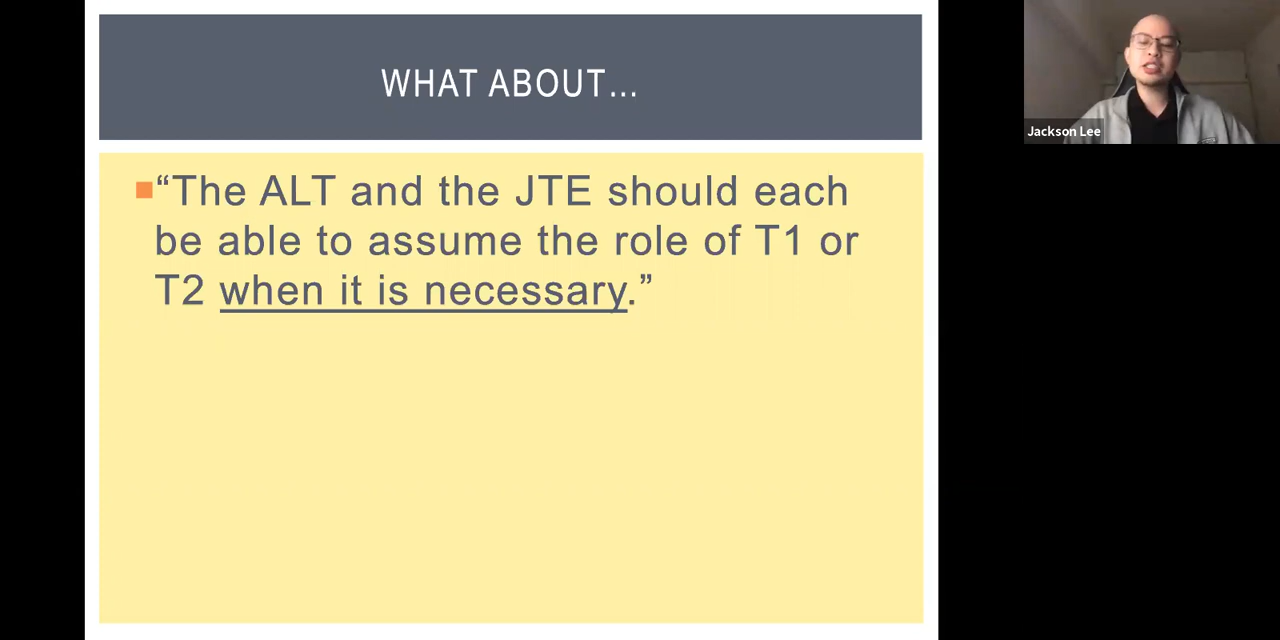 WHAT ABOUT...
“The ALT and the JTE should each
be able to assume the role of T1 or
T2 when it is necessary.”
Jackson Lee